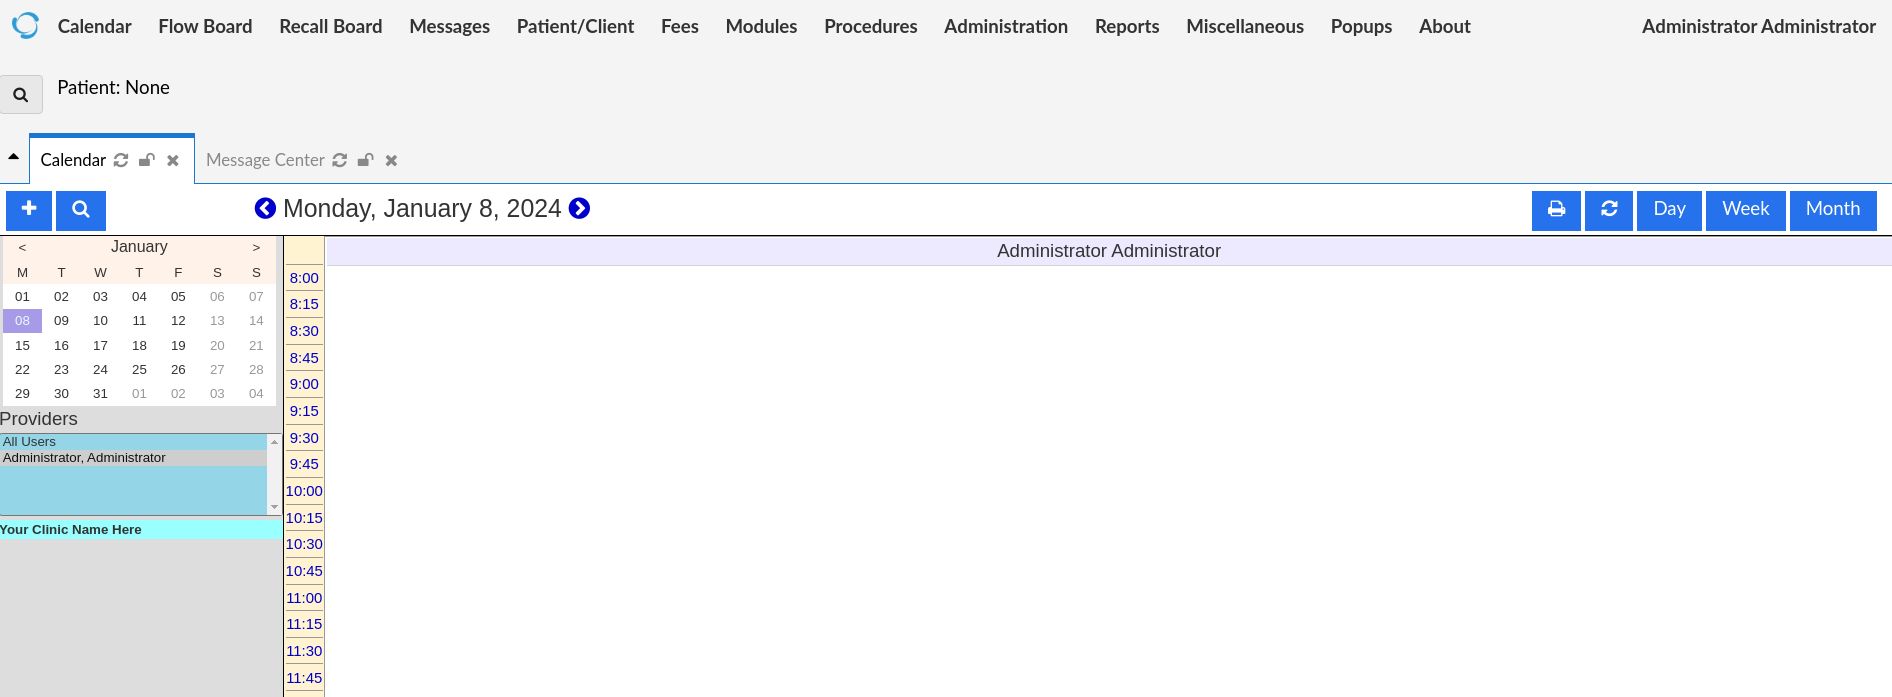 Calendar Flow Board Recall Board Messages Patient/Client Fees Modules Procedures Administration Reports Miscellaneous Popups About Administrator Administrator
Patient: None
Calendar Message Center
Monday, January 8, 2024 Day Week Month
< January >
M T W T F S S
01 02 03 04 05 06 07
08 09 10 11 12 13 14
15 16 17 18 19 20 21
22 23 24 25 26 27 28
29 30 31 01 02 03 04
Providers
All Users
Administrator, Administrator
Your Clinic Name Here
Administrator Administrator
8:00
8:15
8:30
8:45
9:00
9:15
9:30
9:45
10:00
10:15
10:30
10:45
11:00
11:15
11:30
11:45